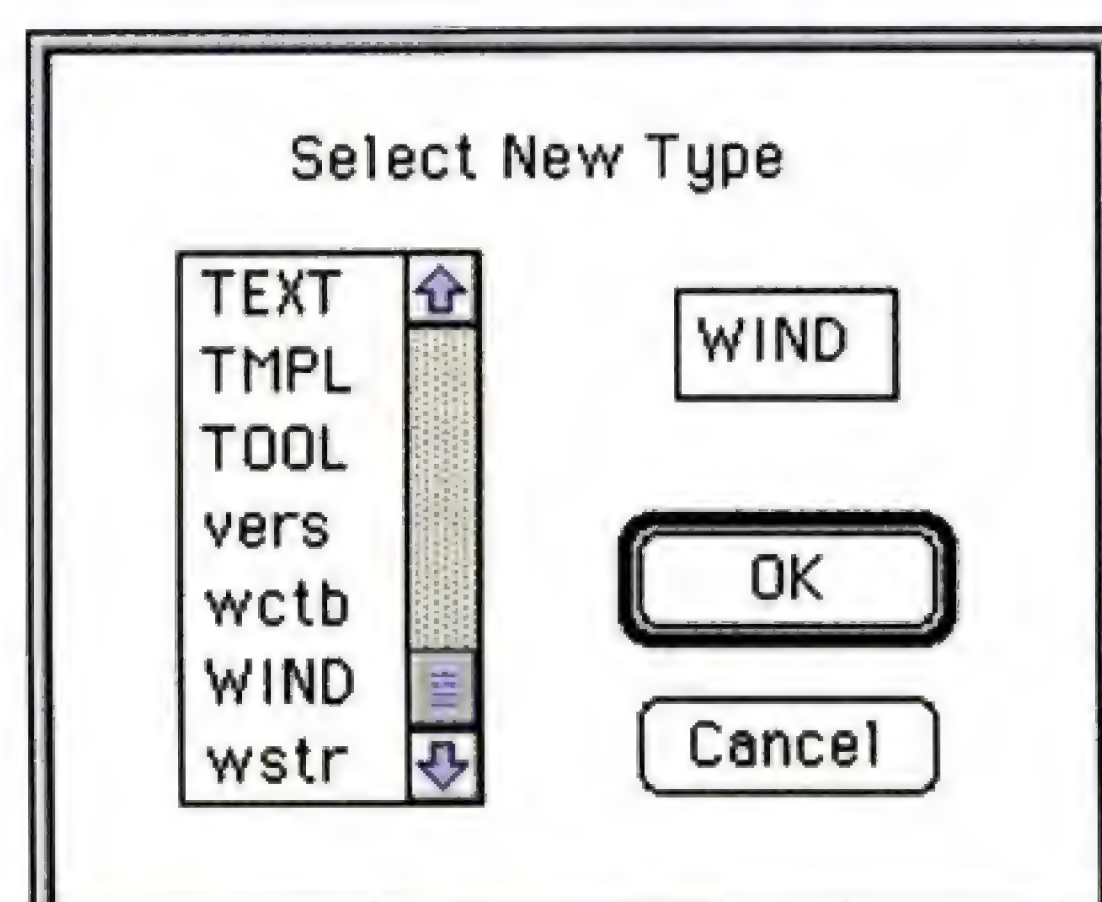 Select New Type
TEXT
TMPL
TOOL
vers
wctb
WIND
wstr
WIND
OK
Cancel